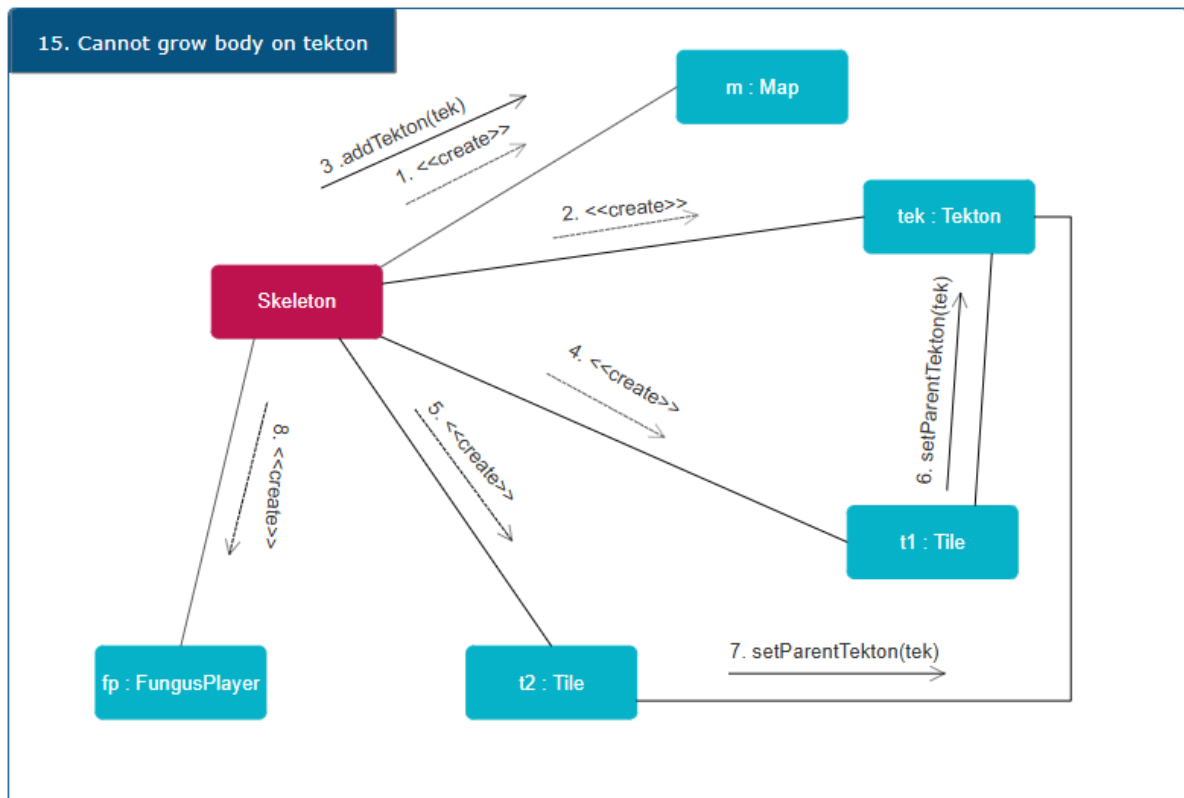 15. Cannot grow body on tekton
m : Map
3 .addTekton(tek)
1. <<create>>
2. <<create>>
tek : Tekton
Skeleton
6. setParentTekton(tek)
4. <<create>>
5. <<create>>
8. <<create>>
t1 : Tile
7. setParentTekton(tek)
fp : FungusPlayer
t2 : Tile